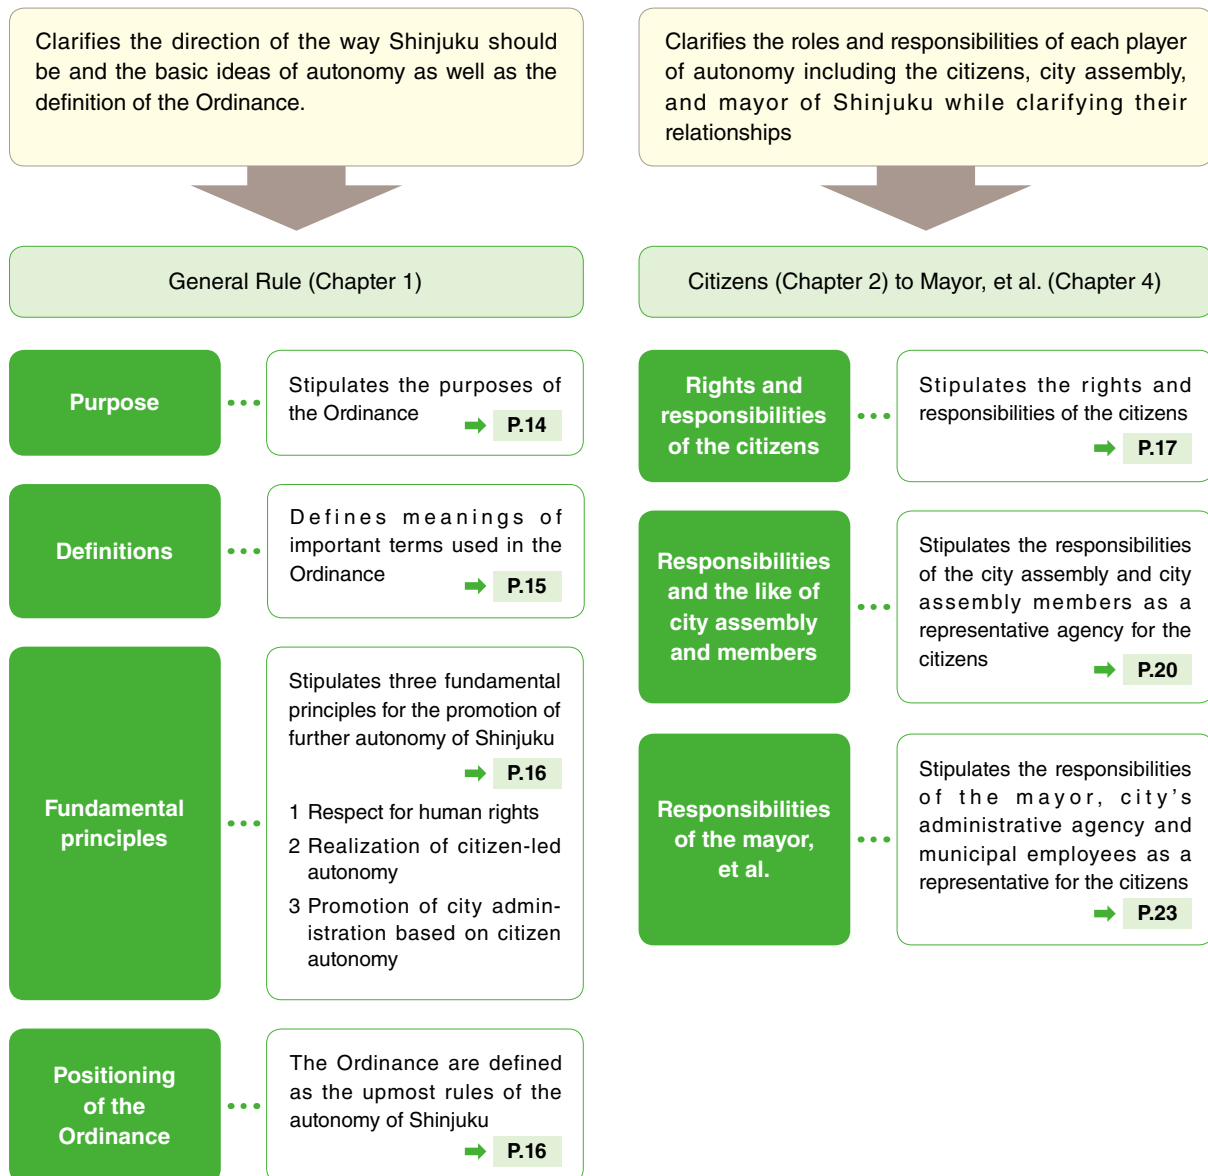 Clarifies the direction of the way Shinjuku should
be and the basic ideas of autonomy as well as the
definition of the Ordinance.
General Rule (Chapter 1)
Purpose
Stipulates the purposes of
the Ordinance
P.14
Definitions
Defines meanings of
important terms used in the
Ordinance
P.15
Fundamental
principles
Stipulates three fundamental
principles for the promotion of
further autonomy of Shinjuku
P.16
1 Respect for human rights
2 Realization of citizen-led
autonomy
3 Promotion of city admin-
istration based on citizen
autonomy
Positioning
of the
Ordinance
The Ordinance are defined
as the upmost rules of the
autonomy of Shinjuku
P.16
Clarifies the roles and responsibilities of each player
of autonomy including the citizens, city assembly,
and mayor of Shinjuku while clarifying their
relationships
Citizens (Chapter 2) to Mayor, et al. (Chapter 4)
Rights and
responsibilities
of the citizens
Stipulates the rights and
responsibilities of the citizens
P.17
Responsibilities
and the like of
city assembly
and members
Stipulates the responsibilities
of the city assembly and city
assembly members as a
representative agency for the
citizens
P.20
Responsibilities
of the mayor,
et al.
Stipulates the responsibilities
of the mayor, city's
administrative agency and
municipal employees as a
representative for the citizens
P.23